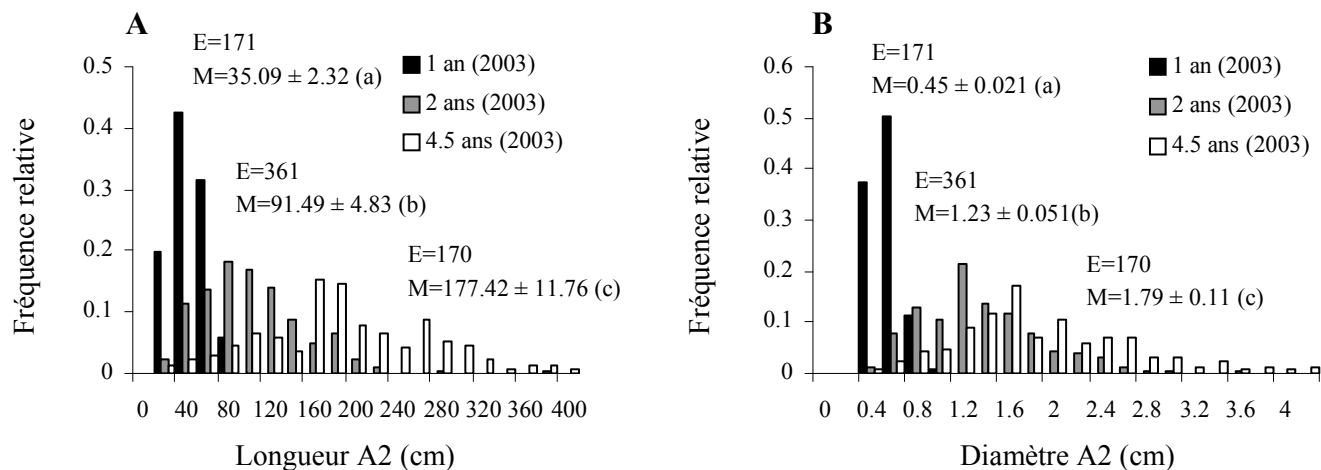 A
E=171
M=35.09 ± 2.32 (a)
1 an (2003)
2 ans (2003)
4.5 ans (2003)
E=361
M=91.49 ± 4.83 (b)
E=170
M=177.42 ± 11.76 (c)
Fréquence relative
0.5
0.4
0.3
0.2
0.1
0
0 40 80 120 160 200 240 280 320 360 400
Longueur A2 (cm)
B
E=171
M=0.45 ± 0.021 (a)
1 an (2003)
2 ans (2003)
4.5 ans (2003)
E=361
M=1.23 ± 0.051(b)
E=170
M=1.79 ± 0.11 (c)
Fréquence relative
0.6
0.5
0.4
0.3
0.2
0.1
0
0 0.4 0.8 1.2 1.6 2 2.4 2.8 3.2 3.6 4
Diamètre A2 (cm)